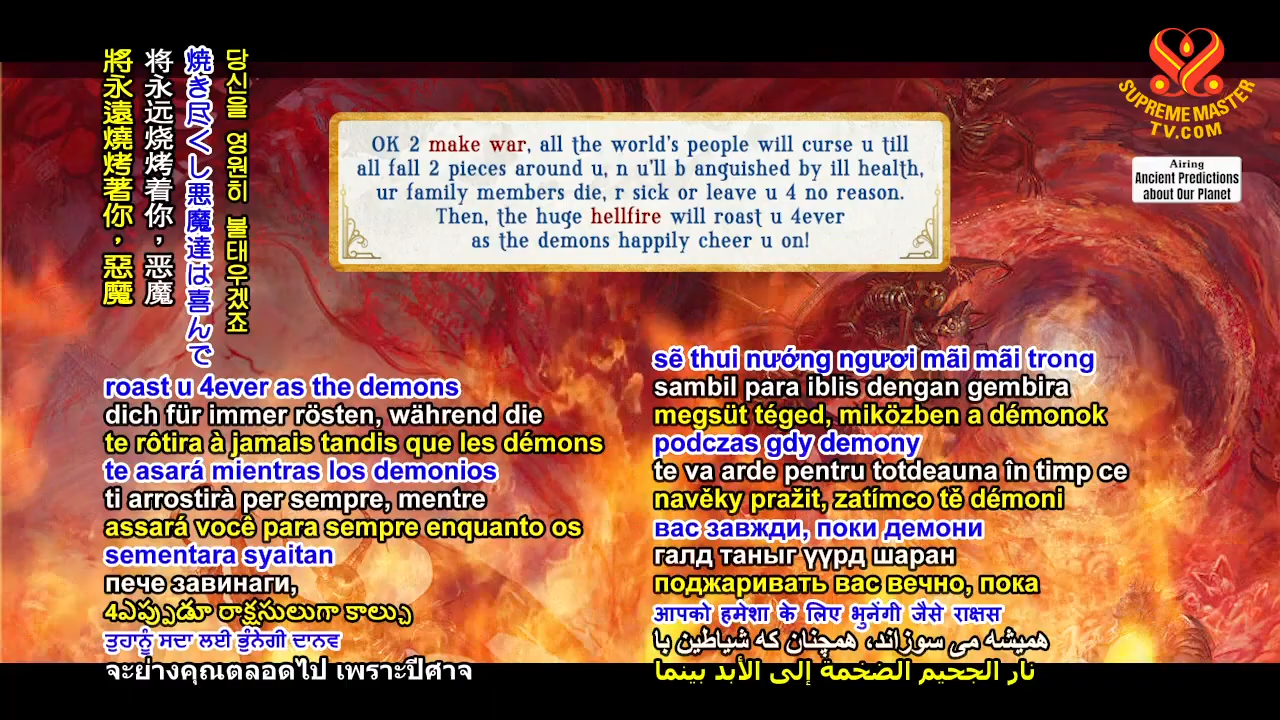 당신을 영원히 불태우겠죠
焼き尽くし悪魔達は喜んで
将永远烧烤着你，恶魔
將永遠燒烤著你，惡魔
SUPREME MASTER
TV.COM
Airing
Ancient Predictions
about Our Planet
OK 2 make war, all the world's people will curse u till
all fall 2 pieces around u, n u'll b anguished by ill health,
ur family members die, r sick or leave u 4 no reason.
Then, the huge hellfire will roast u 4ever
as the demons happily cheer u on!
roast u 4ever as the demons
dich für immer rösten, während die
te rôtira à jamais tandis que les démons
te asará mientras los demonios
ti arrostirà per sempre, mentre
assará você para sempre enquanto os
sementara syaitan
пече завинаги,
4ఎప్పుడూ రాక్షసులుగా కాల్చు
ਤੁਹਾਨੂੰ ਸਦਾ ਲਈ ਭੁੰਨੇਗੀ ਦਾਨਵ
จะย่างคุณตลอดไป เพราะปีศาจ
sẽ thui nướng ngươi mãi mãi trong
sambil para iblis dengan gembira
megsüt téged, miközben a démonok
podczas gdy demony
te va arde pentru totdeauna în timp ce
navěky pražit, zatímco tě démoni
вас завжди, поки демони
галд таныг үүрд шаран
поджаривать вас вечно, пока
आपको हमेशा के लिए भुनेंगी जैसे राक्षस
همیشه می سوزاند، همچنان که شیاطین با
نار الجحيم الضخمة إلى الأبد بينما